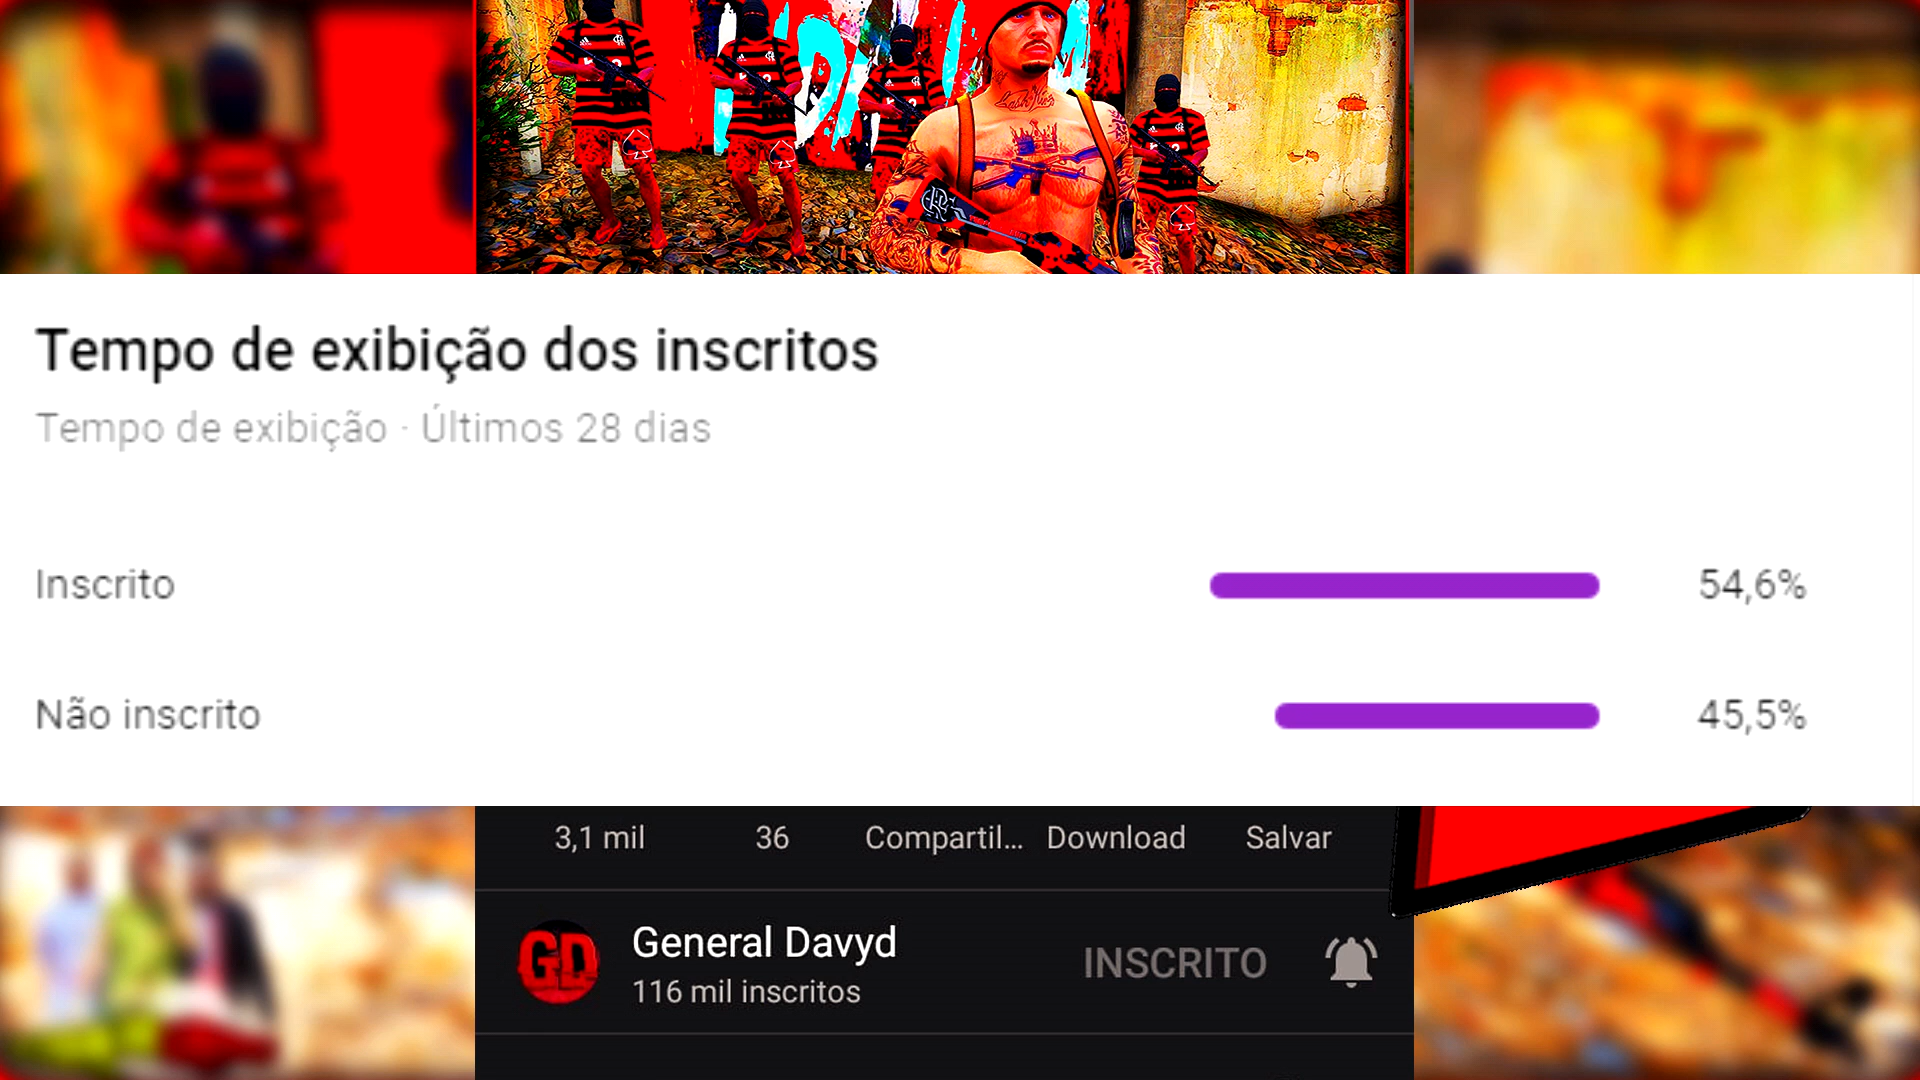 Tempo de exibição dos inscritos
Tempo de exibição · Últimos 28 dias
Inscrito 54,6%
Não inscrito 45,5%
3,1 mil 36 Compartil... Download Salvar
GD
General Davyd
116 mil inscritos
INSCRITO